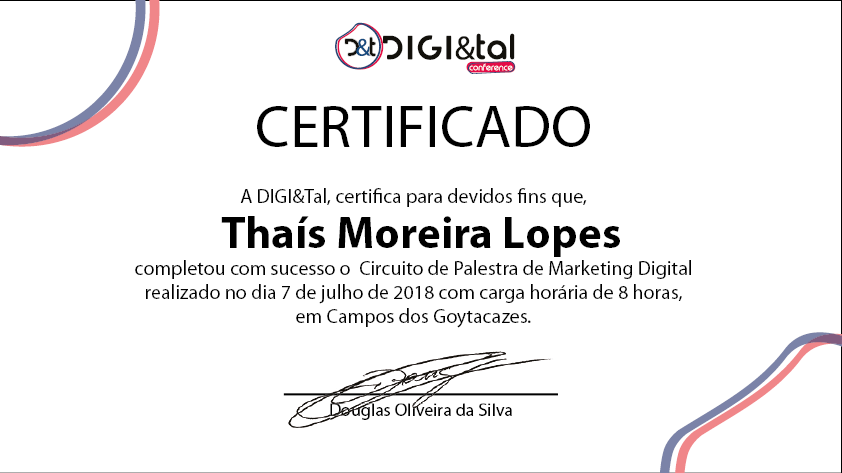 D&t DIGI&tal
conference
CERTIFICADO
A DIGI&Tal, certifica para devidos fins que,
Thaís Moreira Lopes
completou com sucesso o Circuito de Palestra de Marketing Digital
realizado no dia 7 de julho de 2018 com carga horária de 8 horas,
em Campos dos Goytacazes.
Douglas Oliveira da Silva